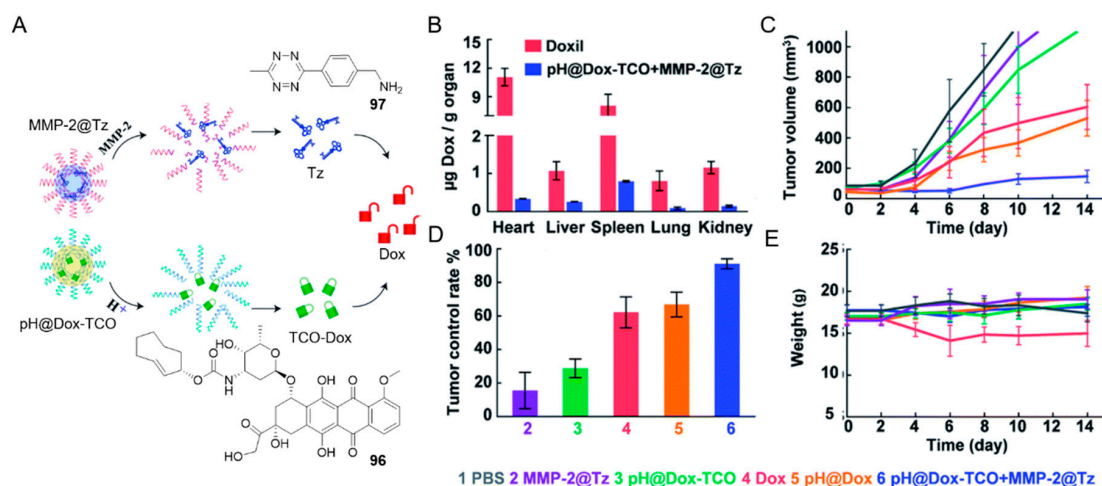 A
N=N
N-N
NH₂
97
MMP-2@Tz
MMP-2
Tz
Dox
pH@Dox-TCO
H+
TCO-Dox
OH
O
O
N
H
O
O
OH
O
O
O
OH
O
OH
O
HO
96
B
Doxil
pH@Dox-TCO+MMP-2@Tz
µg Dox / g organ
15
12
9
6
2
1
0
Heart Liver Spleen Lung Kidney
C
Tumor volume (mm³)
1000
800
600
400
200
0
0 2 4 6 8 10 14
Time (day)
D
Tumor control rate %
100
80
60
40
20
0
2 3 4 5 6
E
Weight (g)
25
20
15
10
5
0 2 4 6 8 10 14
Time (day)
1 PBS 2 MMP-2@Tz 3 pH@Dox-TCO 4 Dox 5 pH@Dox 6 pH@Dox-TCO+MMP-2@Tz